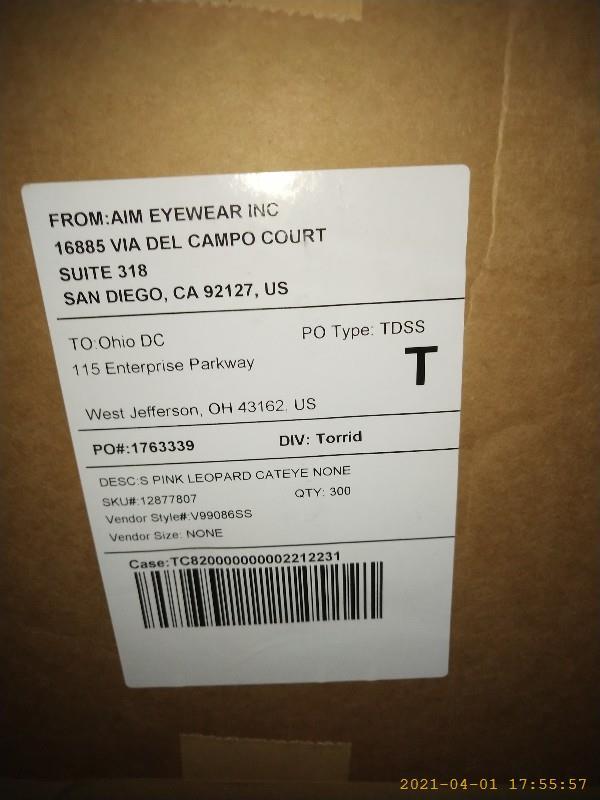 FROM:AIM EYEWEAR INC
16885 VIA DEL CAMPO COURT
SUITE 318
SAN DIEGO, CA 92127, US
TO:Ohio DC
PO Type: TDSS
115 Enterprise Parkway
T
West Jefferson, OH 43162, US
PO#:1763339 DIV: Torrid
DESC:S PINK LEOPARD CATEYE NONE
SKU#:12877807 QTY: 300
Vendor Style#:V99086SS
Vendor Size: NONE
Case:TC820000000002212231
2021-04-01 17:55:57